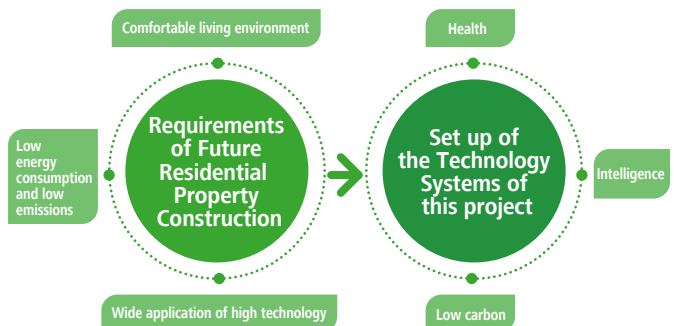 Comfortable living environment
Health
Low
energy
consumption
and low
emissions
Requirements
of Future
Residential
Property
Construction
Set up of
the Technology
Systems of
this project
Intelligence
Wide application of high technology
Low carbon